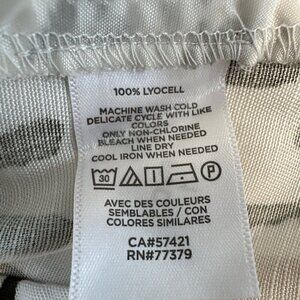 100% LYOCELL
MACHINE WASH COLD
DELICATE CYCLE WITH LIKE
COLORS
ONLY NON-CHLORINE
BLEACH WHEN NEEDED
LINE DRY
COOL IRON WHEN NEEDED
30 P
AVEC DES COULEURS
SEMBLABLES / CON
COLORES SIMILARES
CA#57421
RN#77379